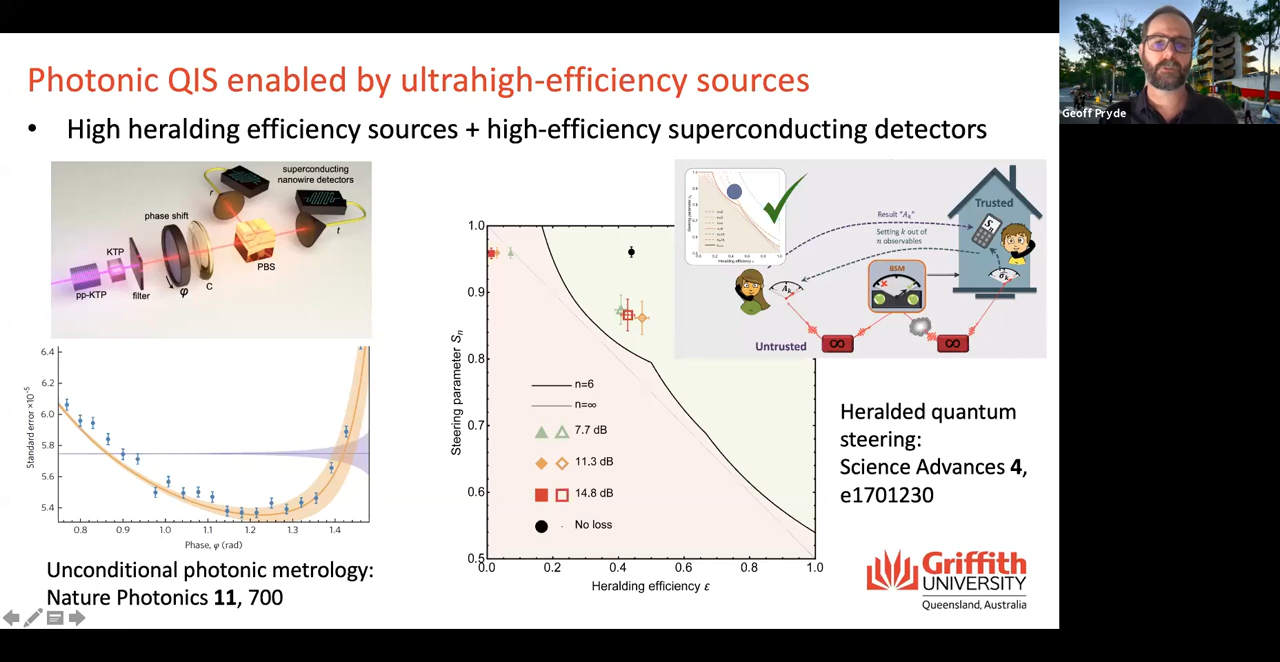 Photonic QIS enabled by ultrahigh-efficiency sources
• High heralding efficiency sources + high-efficiency superconducting detectors
Geoff Pryde
superconducting
nanowire detectors
r
t
phase shift
KTP
PBS
C
φ
filter
pp-KTP
6.4
6.2
6.0
5.8
5.6
5.4
Standard error ×10⁻⁵
0.8 0.9 1.0 1.1 1.2 1.3 1.4
Phase, φ (rad)
Unconditional photonic metrology:
Nature Photonics 11, 700
1.0
0.9
0.8
0.7
0.6
0.5
Steering parameter Sₙ
n=6
n=∞
7.7 dB
11.3 dB
14.8 dB
No loss
0.0 0.2 0.4 0.6 0.8 1.0
Heralding efficiency ε
Result "Aₖ"
Setting k out of
n observables
Trusted
Sₙ
BSM
Aₖ
σₖ
Untrusted
∞
∞
Heralded quantum
steering:
Science Advances 4,
e1701230
Griffith
UNIVERSITY
Queensland, Australia